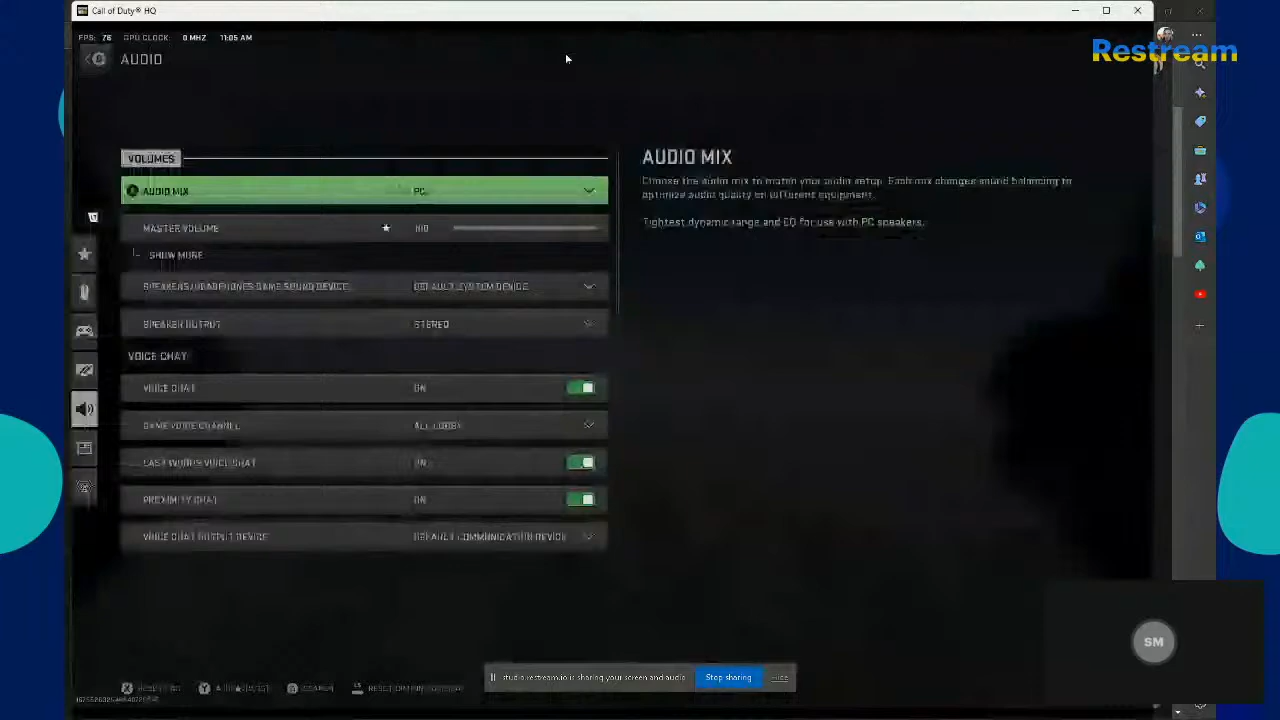 Call of Duty® HQ
FPS: 76 GPU CLOCK: 0 MHZ 11:05 AM
AUDIO
Restream
VOLUMES
AUDIO MIX PC
MASTER VOLUME 100
SHOW MORE
SPEAKERS/HEADPHONES GAME SOUND DEVICE DEFAULT SYSTEM DEVICE
SPEAKER OUTPUT STEREO
VOICE CHAT
VOICE CHAT ON
GAME VOICE CHANNEL ALL LOBBY
LAST WORDS VOICE CHAT ON
PROXIMITY CHAT ON
VOICE CHAT OUTPUT DEVICE DEFAULT COMMUNICATION DEVICE
AUDIO MIX
Choose the audio mix to match your audio setup. Each mix changes sound balancing to
optimize audio quality on different equipment.
Tightest dynamic range and EQ for use with PC speakers.
SM
studio.restream.io is sharing your screen and audio
Stop sharing
Hide